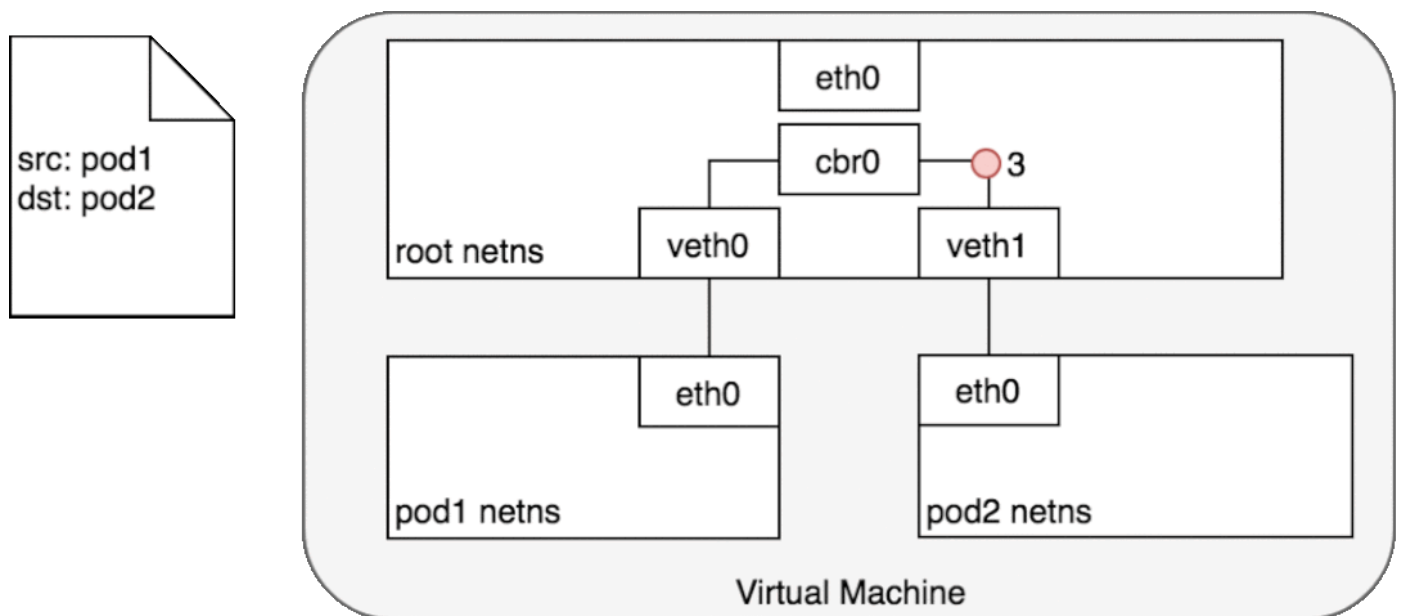 src: pod1
dst: pod2
eth0
cbr0
3
root netns
veth0
veth1
eth0
eth0
pod1 netns
pod2 netns
Virtual Machine